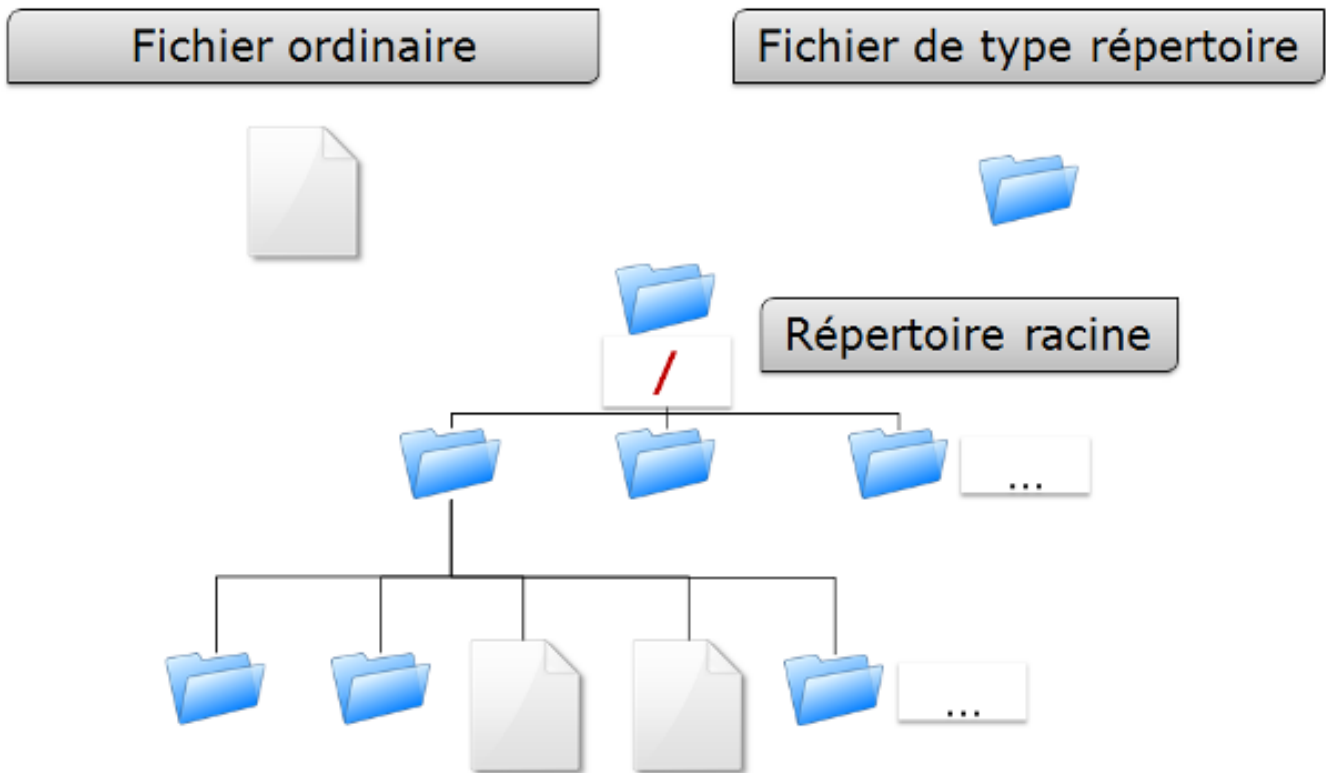 Fichier ordinaire
Fichier de type répertoire
Répertoire racine
/
...
...